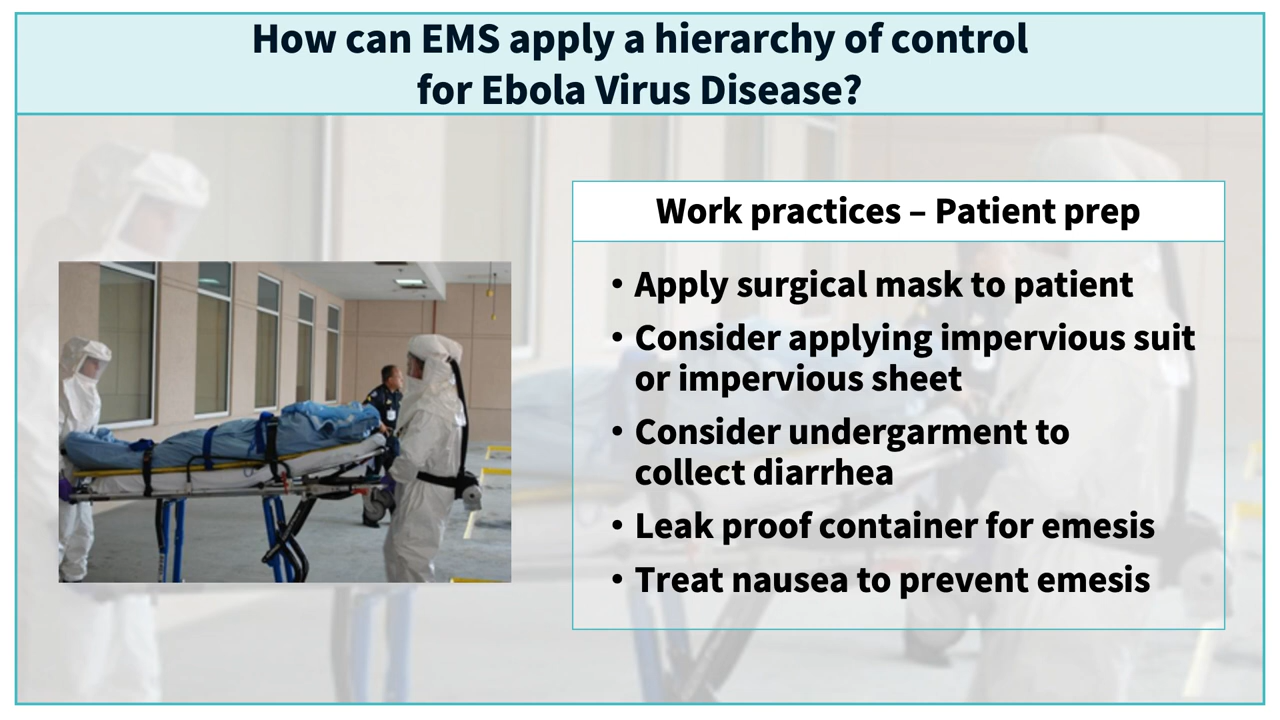 How can EMS apply a hierarchy of control
for Ebola Virus Disease?
Work practices – Patient prep
• Apply surgical mask to patient
• Consider applying impervious suit
or impervious sheet
• Consider undergarment to
collect diarrhea
• Leak proof container for emesis
• Treat nausea to prevent emesis